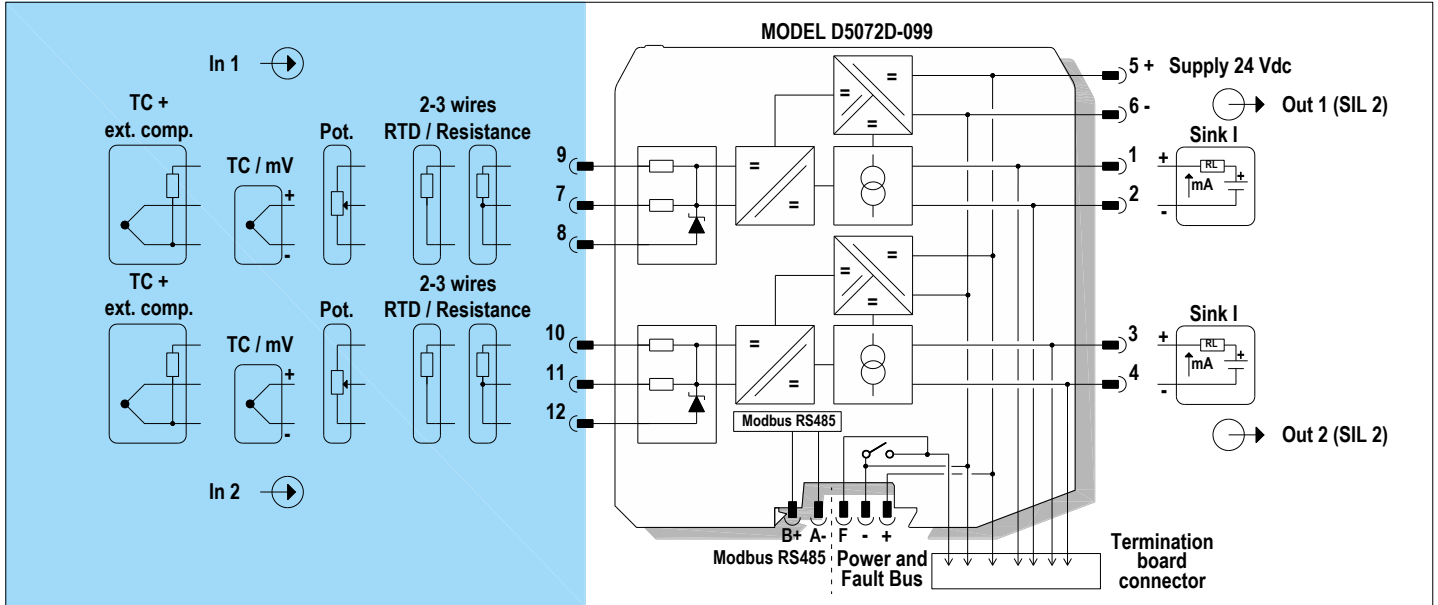 MODEL D5072D-099
In 1
TC +
ext. comp.
TC / mV
+
-
Pot.
2-3 wires
RTD / Resistance
9
7
8
=
=
=
=
=
5 + Supply 24 Vdc
6 -
Out 1 (SIL 2)
Sink I
1
2
+
-
RL
mA
+
TC +
ext. comp.
TC / mV
+
-
Pot.
2-3 wires
RTD / Resistance
10
11
12
=
=
=
=
=
3
4
Sink I
+
-
RL
mA
+
Out 2 (SIL 2)
In 2
Modbus RS485
B+ A- F - +
Modbus RS485
Power and
Fault Bus
Termination
board
connector